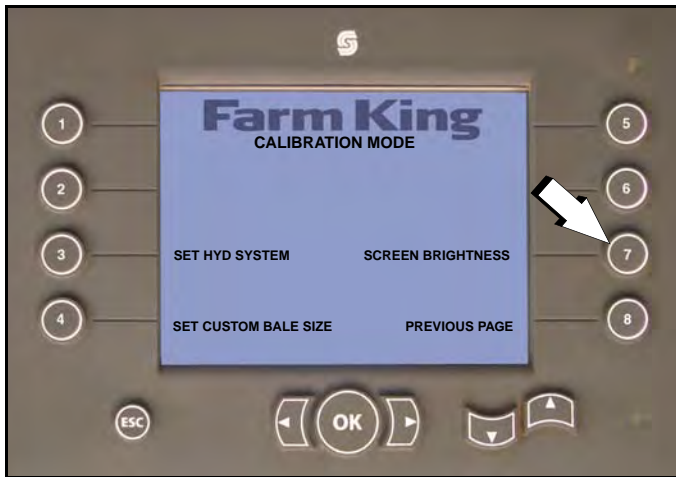 Farm King
CALIBRATION MODE
1
5
2
6
3
SET HYD SYSTEM
SCREEN BRIGHTNESS
7
4
SET CUSTOM BALE SIZE
PREVIOUS PAGE
8
ESC
OK